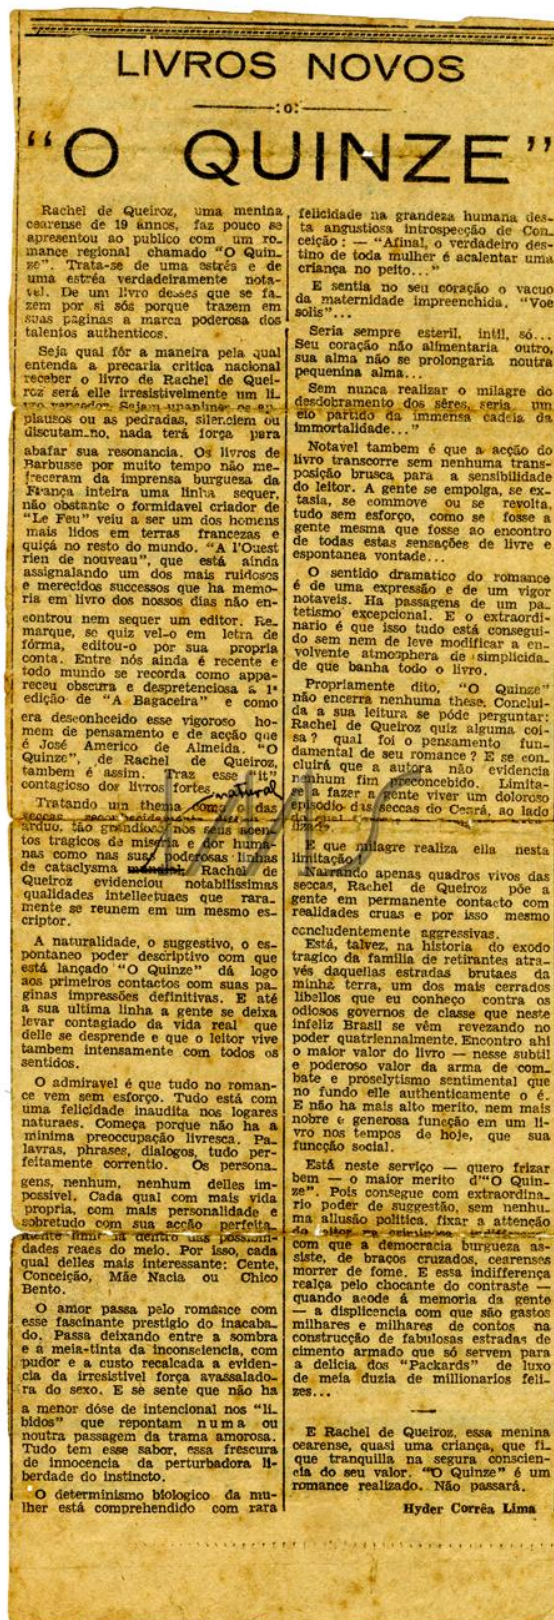 LIVROS NOVOS
:o:
"O QUINZE"
Rachel de Queiroz, uma menina
cearense de 19 annos, faz pouco se
apresentou ao publico com um ro-
mance regional chamado "O Quin-
ze". Trata-se de uma estréa e de
uma estréa verdadeiramente nota-
vel. De um livro desses que se fa-
zem por si sós porque trazem em
suas paginas a marca poderosa dos
talentos authenticos.
Seja qual fôr a maneira pela qual
entenda a precaria critica nacional
receber o livro de Rachel de Quei-
roz será elle irresistivelmente um li-
vro vencedor. Sejam unanimes os ap-
plausos ou as pedradas, silenciem ou
discutam-no, nada terá força para
abafar sua resonancia. Os livros de
Barbusse por muito tempo não me-
receram da imprensa burgueza da
França inteira uma linha sequer,
não obstante o formidavel criador de
"Le Feu" veiu a ser um dos homens
mais lidos em terras francezas e
quiçá no resto do mundo. "A l'Ouest
rien de nouveau", que está ainda
assignalando um dos mais ruidosos
e merecidos successos que ha memo-
ria em livro dos nossos dias não en-
controu nem sequer um editor. Re-
marque, se quiz vel-o em letra de
fórma, editou-o por sua propria
conta. Entre nós ainda é recente e
todo mundo se recorda como appa-
receu obscura e despretenciosa a 1ª
edição de "A Bagaceira" e como
era desconhceido esse vigoroso ho-
mem de pensamento e de acção que
é José Americo de Almeida. "O
Quinze", de Rachel de Queiroz,
tambem é assim. Traz esse "it"
contagioso dos livros fortes.
natural
Tratando um thema como o das
seccas,
arduo, tão grandioso nos seus acen-
tos tragicos de miseria e dor huma-
nas como nas suas poderosas linhas
de cataclysma mundial, Rachel de
Queiroz evidenciou notabilissimas
qualidades intellectuaes que rara-
mente se reunem em um mesmo es-
criptor.
A naturalidade, o suggestivo, o es-
pontaneo poder descriptivo com que
está lançado "O Quinze" dá logo
aos primeiros contactos com suas pa-
ginas impressões definitivas. E até
a sua ultima linha a gente se deixa
levar contagiado da vida real que
delle se desprende e que o leitor vive
tambem intensamente com todos os
sentidos.
O admiravel é que tudo no roman-
ce vem sem esforço. Tudo está com
uma felicidade inaudita nos logares
naturaes. Começa porque não ha a
minima preoccupação livresca. Pa-
lavras, phrases, dialogos, tudo per-
feitamente correntio. Os persona-
gens, nenhum, nenhum delles im-
possivel. Cada qual com mais vida
propria, com mais personalidade e
sobretudo com sua acção perfeita-
mente dentro das possibili-
dades reaes do meio. Por isso, cada
qual delles mais interessante: Cente,
Conceição, Mãe Nacia ou Chico
Bento.
O amor passa pelo románce com
esse fascinante prestigio do inacaba-
do. Passa deixando entre a sombra
e a meia-tinta da inconsciencia, com
pudor e a custo recalcada a eviden-
cia da irresistivel força avassalado-
ra do sexo. E se sente que não ha
a menor dóse de intencional nos "li-
bidos" que repontam numa ou
noutra passagem da trama amorosa.
Tudo tem esse sabor, essa frescura
de innocencia da perturbadora li-
berdade do instincto.
O determinismo biologico da mu-
lher está comprehendido com rara
felicidade na grandeza humana des-
ta angustiosa introspecção de Con-
ceição: — "Afinal, o verdadeiro des-
tino de toda mulher é acalentar uma
criança no peito..."
E sentia no seu coração o vacuo
da maternidade impreenchida. "Voe
solis"...
Seria sempre esteril, intil, só...
Seu coração não alimentaria outro,
sua alma não se prolongaria noutra
pequenina alma...
Sem nunca realizar o milagre do
desdobramento dos sêres, seria um
elo partido da immensa cadeia da
immortalidade..."
Notavel tambem é que a acção do
livro transcorre sem nenhuma trans-
posição brusca para a sensibilidade
do leitor. A gente se empolga, se ex-
tasia, se commove ou se revolta,
tudo sem esforço, como se fosse a
gente mesma que fosse ao encontro
de todas estas sensações de livre e
espontanea vontade...
O sentido dramatico do romance
é de uma expressão e de um vigor
notaveis. Ha passagens de um pa-
tetismo excepcional. E o extraordi-
nario é que isso tudo está consegui-
do sem nem de leve modificar a en-
volvente atmosphera de simplicida-
de que banha todo o livro.
Propriamente dito, "O Quinze"
não encerra nenhuma these. Conclui-
da a sua leitura se póde perguntar:
Rachel de Queiroz quiz alguma coi-
sa? qual foi o pensamento fun-
damental de seu romance? E se con-
cluirá que a autora não evidencia
nenhum fim preconcebido. Limita-
se a fazer a gente viver um doloroso
episodio das seccas do Ceará, ao lado
do qual
E que milagre realiza ella nesta
limitação!
Narrando apenas quadros vivos das
seccas, Rachel de Queiroz põe a
gente em permanente contacto com
realidades cruas e por isso mesmo
concludentemente aggressivas.
Está, talvez, na historia do exodo
tragico da familia de retirantes atra-
vés daquellas estradas brutaes da
minha terra, um dos mais cerrados
libellos que eu conheço contra os
odiosos governos de classe que neste
infeliz Brasil se vêm revezando no
poder quatriennalmente. Encontro ahi
o maior valor do livro — nesse subtil
e poderoso valor da arma de com-
bate e proselytismo sentimental que
no fundo elle authenticamente o é.
E não ha mais alto merito, nem mais
nobre e generosa funcção em um li-
vro nos tempos de hoje, que sua
funcção social.
Está neste serviço — quero frizar
bem — o maior merito d'"O Quin-
ze". Pois consegue com extraordina-
rio poder de suggestão, sem nenhu-
ma allusão politica, fixar a attenção
do leitor na criminosa
com que a democracia burgueza as-
siste, de braços cruzados, cearenses
morrer de fome. E essa indifferença
realça pelo chocante do contraste —
quando acode á memoria da gente
— a displicencia com que são gastos
milhares e milhares de contos na
construcção de fabulosas estradas de
cimento armado que só servem para
a delicia dos "Packards" de luxo
de meia duzia de millionarios feli-
zes...
E Rachel de Queiroz, essa menina
cearense, quasi uma criança, que fi-
que tranquilla na segura conscien-
cia do seu valor. "O Quinze" é um
romance realizado. Não passará.
Hyder Corrêa Lima
IMS